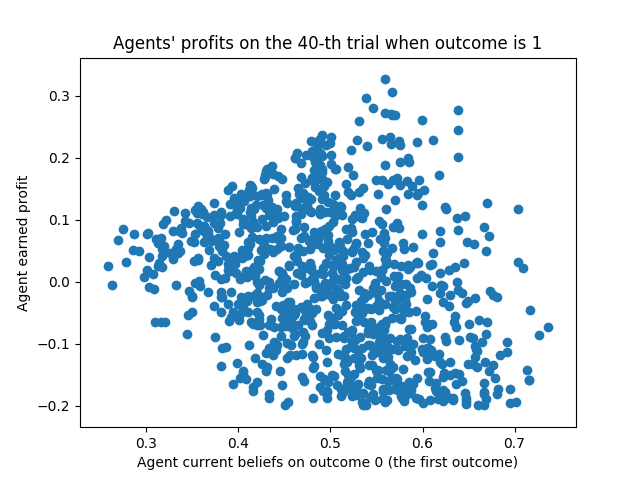 Agents' profits on the 40-th trial when outcome is 1
Agent earned profit
0.3
0.2
0.1
0.0
−0.1
−0.2
0.3 0.4 0.5 0.6 0.7
Agent current beliefs on outcome 0 (the first outcome)